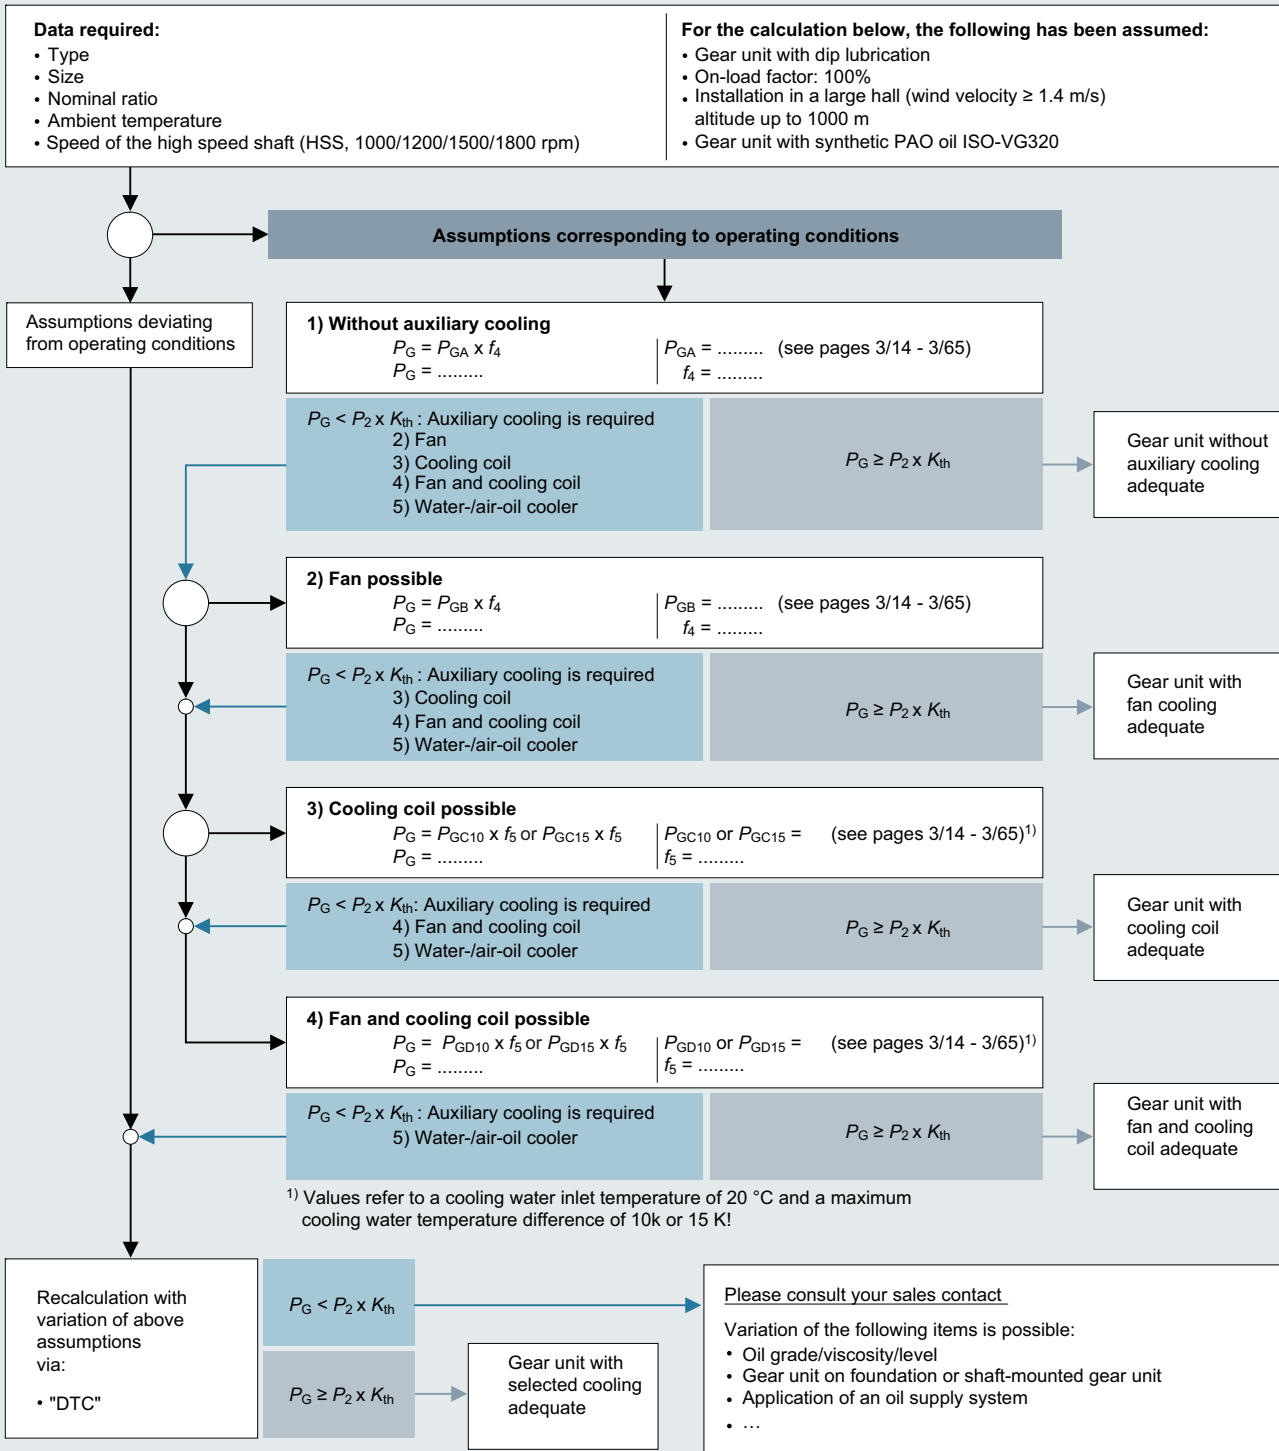 Data required:
• Type
• Size
• Nominal ratio
• Ambient temperature
• Speed of the high speed shaft (HSS, 1000/1200/1500/1800 rpm)
For the calculation below, the following has been assumed:
• Gear unit with dip lubrication
• On-load factor: 100%
• Installation in a large hall (wind velocity ≥ 1.4 m/s)
altitude up to 1000 m
• Gear unit with synthetic PAO oil ISO-VG320
Assumptions corresponding to operating conditions
Assumptions deviating
from operating conditions
1) Without auxiliary cooling
PG = PGA x f4
PG = .........
PGA = ......... (see pages 3/14 - 3/65)
f4 = .........
PG < P2 x Kth : Auxiliary cooling is required
2) Fan
3) Cooling coil
4) Fan and cooling coil
5) Water-/air-oil cooler
PG ≥ P2 x Kth
Gear unit without
auxiliary cooling
adequate
2) Fan possible
PG = PGB x f4
PG = .........
PGB = ......... (see pages 3/14 - 3/65)
f4 = .........
PG < P2 x Kth : Auxiliary cooling is required
3) Cooling coil
4) Fan and cooling coil
5) Water-/air-oil cooler
PG ≥ P2 x Kth
Gear unit with
fan cooling
adequate
3) Cooling coil possible
PG = PGC10 x f5 or PGC15 x f5
PG = .........
PGC10 or PGC15 = (see pages 3/14 - 3/65)1)
f5 = .........
PG < P2 x Kth: Auxiliary cooling is required
4) Fan and cooling coil
5) Water-/air-oil cooler
PG ≥ P2 x Kth
Gear unit with
cooling coil
adequate
4) Fan and cooling coil possible
PG = PGD10 x f5 or PGD15 x f5
PG = .........
PGD10 or PGD15 = (see pages 3/14 - 3/65)1)
f5 = .........
PG < P2 x Kth : Auxiliary cooling is required
5) Water-/air-oil cooler
PG ≥ P2 x Kth
Gear unit with
fan and cooling
coil adequate
1) Values refer to a cooling water inlet temperature of 20 °C and a maximum
cooling water temperature difference of 10k or 15 K!
Recalculation with
variation of above
assumptions
via:
• "DTC"
PG < P2 x Kth
PG ≥ P2 x Kth
Gear unit with
selected cooling
adequate
Please consult your sales contact
Variation of the following items is possible:
• Oil grade/viscosity/level
• Gear unit on foundation or shaft-mounted gear unit
• Application of an oil supply system
• …